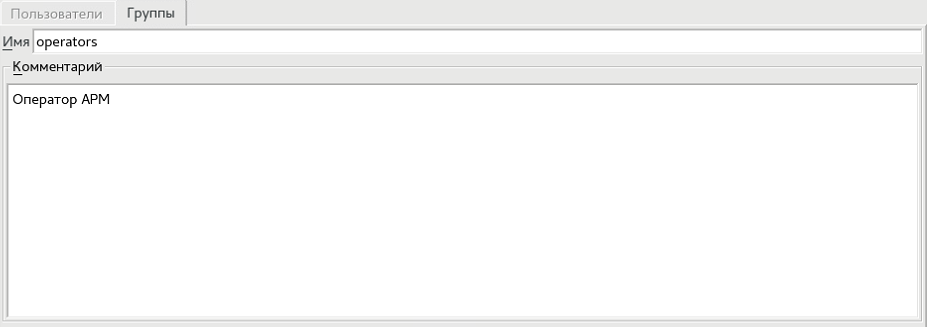 Пользователи Группы
Имя operators
Комментарий
Оператор АРМ